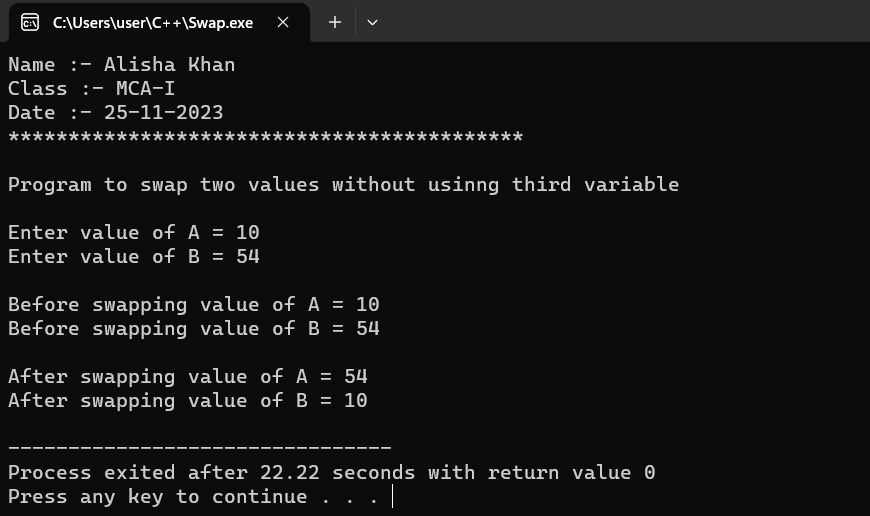 C:\Users\user\C++\Swap.exe
Name :- Alisha Khan
Class :- MCA-I
Date :- 25-11-2023
*******************************************
Program to swap two values without usinng third variable
Enter value of A = 10
Enter value of B = 54
Before swapping value of A = 10
Before swapping value of B = 54
After swapping value of A = 54
After swapping value of B = 10
--------------------------------
Process exited after 22.22 seconds with return value 0
Press any key to continue . . .